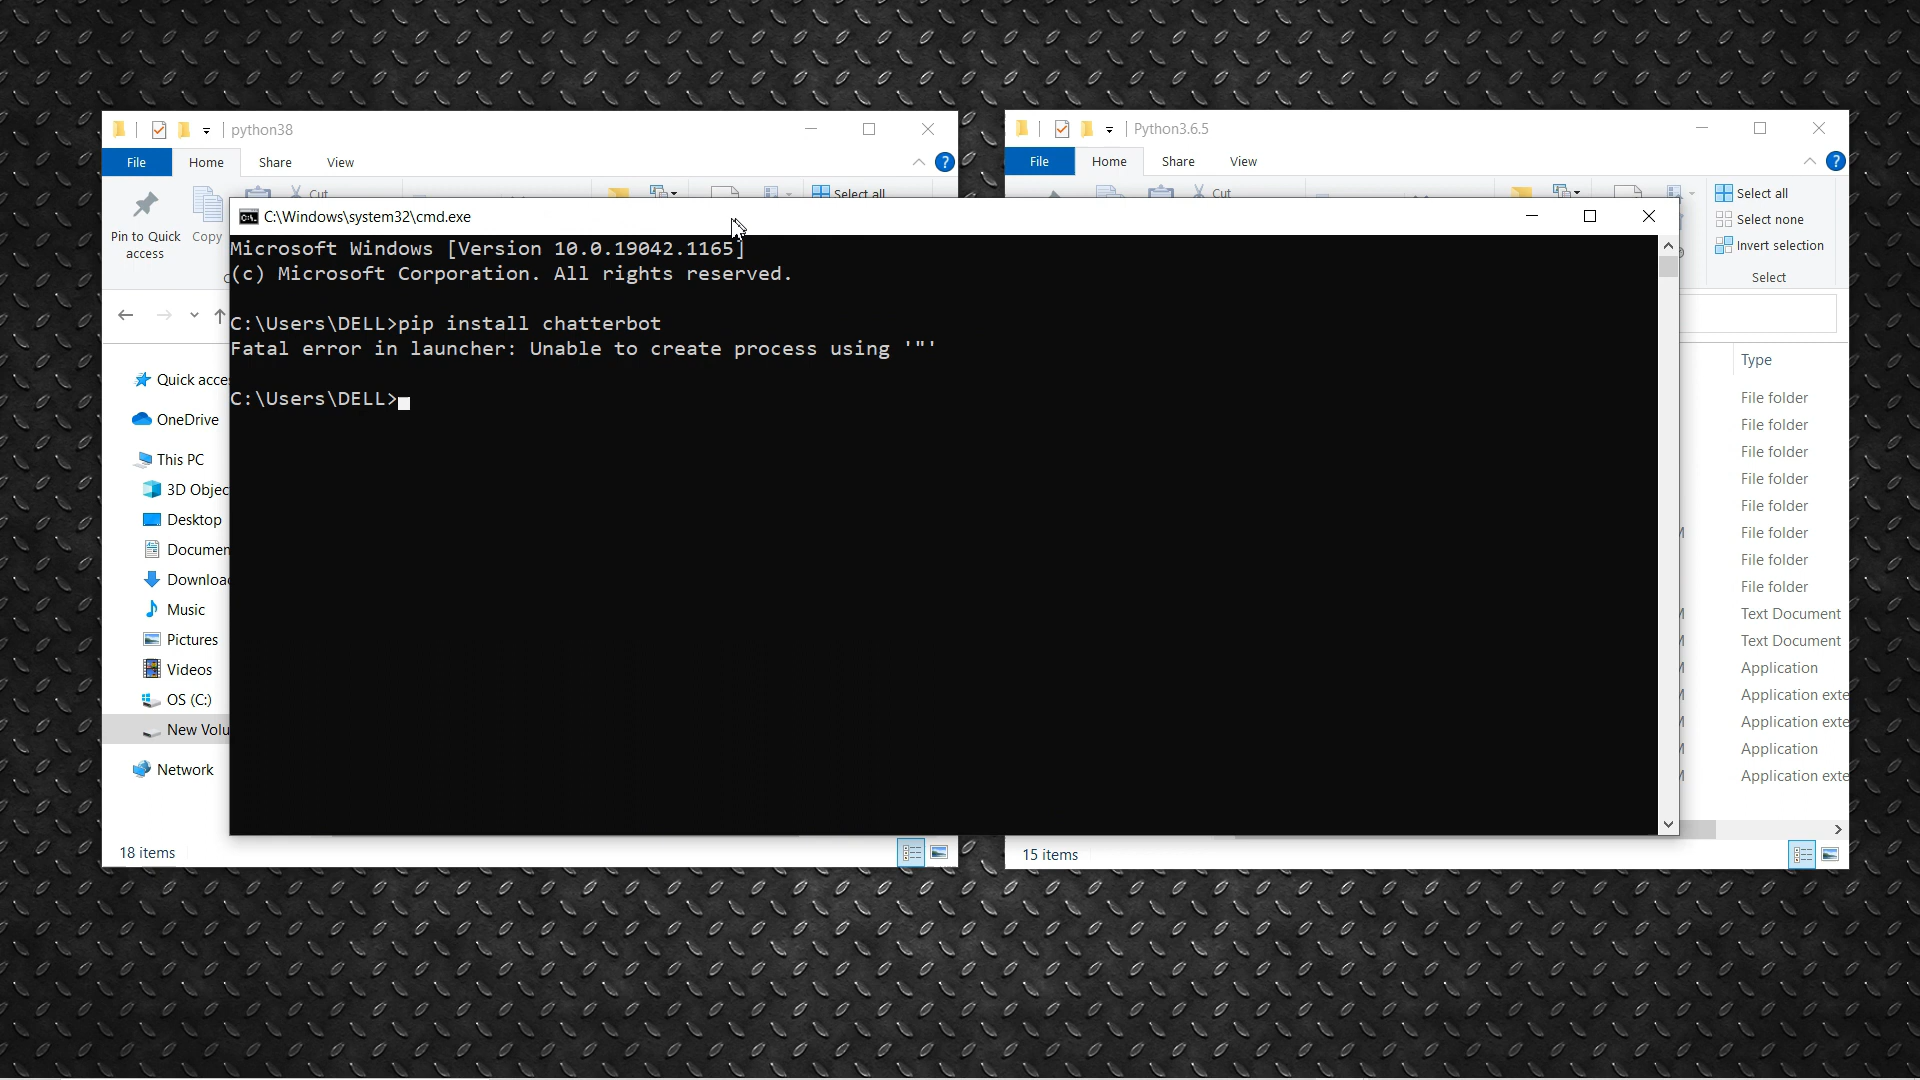 python38
File
Home
Share
View
Cut
Select all
Pin to Quick
access
Copy
Python3.6.5
File
Home
Share
View
Cut
Select all
Select none
Invert selection
Select
C:\Windows\system32\cmd.exe
Microsoft Windows [Version 10.0.19042.1165]
(c) Microsoft Corporation. All rights reserved.
C:\Users\DELL>pip install chatterbot
Fatal error in launcher: Unable to create process using '"'
C:\Users\DELL>
Quick acce
OneDrive
This PC
3D Objec
Desktop
Documen
Downloa
Music
Pictures
Videos
OS (C:)
New Volu
Network
18 items
Type
File folder
File folder
File folder
File folder
File folder
File folder
File folder
File folder
Text Document
Text Document
Application
Application exte
Application exte
Application
Application exte
15 items